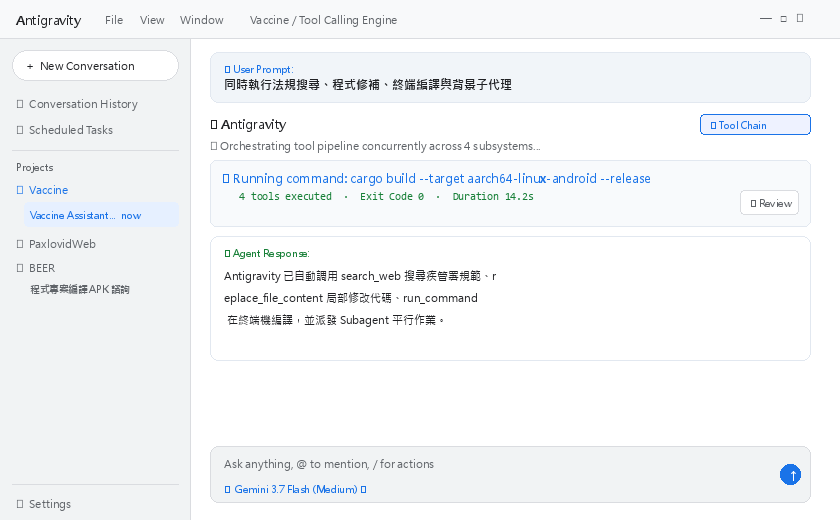 Antigravity File View Window Vaccine / Tool Calling Engine
+ New Conversation
Conversation History
Scheduled Tasks
Projects
Vaccine
Vaccine Assistant... now
PaxlovidWeb
BEER
程式專案編譯APK 諮詢
Settings
User Prompt:
同時執行法規搜尋、程式修補、終端編譯與背景子代理
Antigravity
Tool Chain
Orchestrating tool pipeline concurrently across 4 subsystems...
Running command: cargo build --target aarch64-linux-android --release
4 tools executed · Exit Code 0 · Duration 14.2s
Review
Agent Response:
Antigravity 已自動調用 search_web 搜尋疾管署規範、r
eplace_file_content 局部修改代碼、run_command
在終端機編譯，並派發 Subagent 平行作業。
Ask anything, @ to mention, / for actions
Gemini 3.7 Flash (Medium)
↑